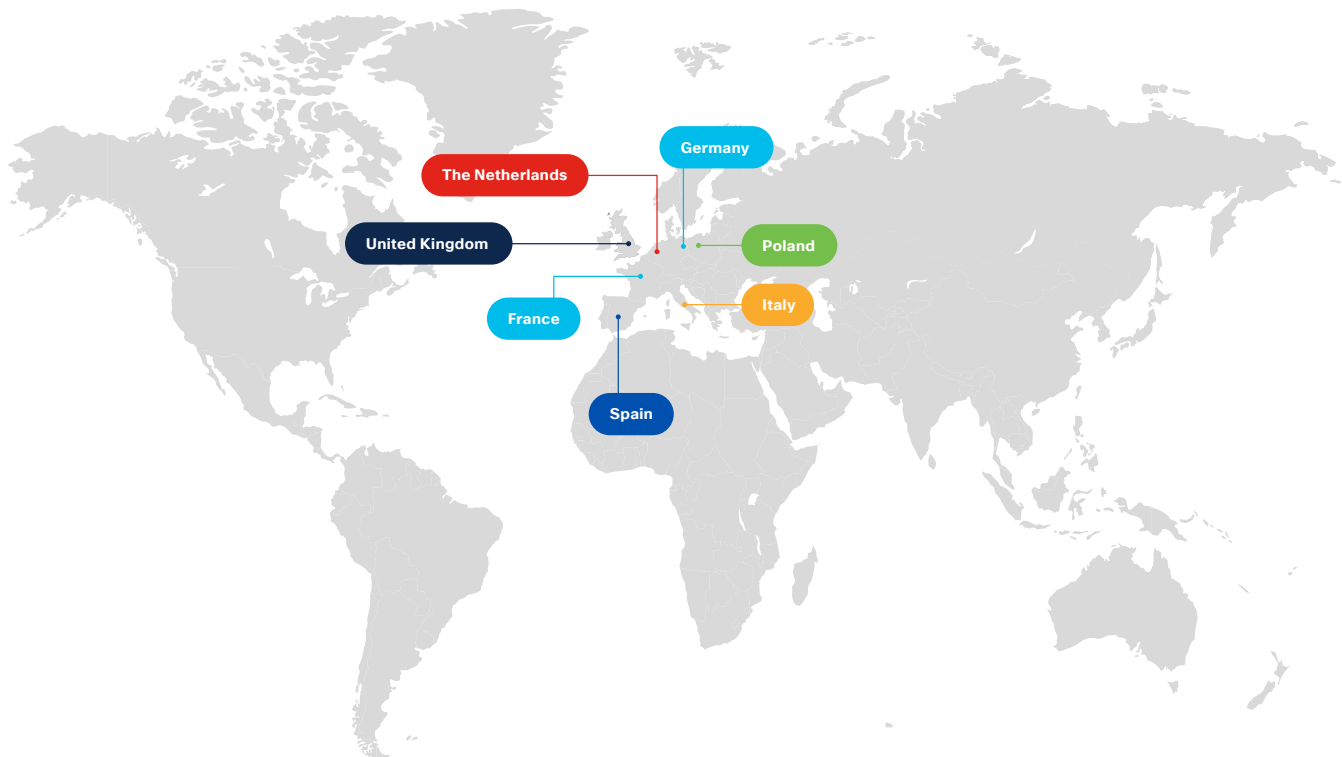 Germany
The Netherlands
United Kingdom
Poland
Italy
France
Spain